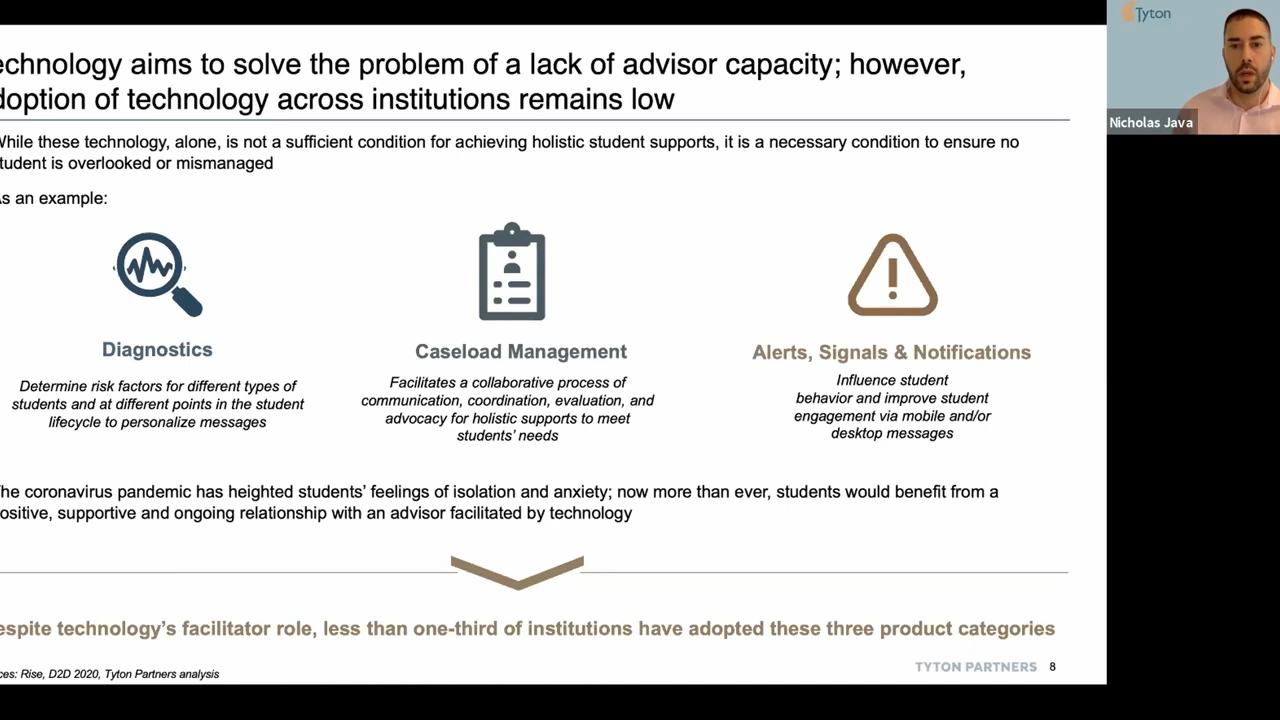 echnology aims to solve the problem of a lack of advisor capacity; however,
doption of technology across institutions remains low
While these technology, alone, is not a sufficient condition for achieving holistic student supports, it is a necessary condition to ensure no
tudent is overlooked or mismanaged
As an example:
Diagnostics
Determine risk factors for different types of
students and at different points in the student
lifecycle to personalize messages
Caseload Management
Facilitates a collaborative process of
communication, coordination, evaluation, and
advocacy for holistic supports to meet
students' needs
Alerts, Signals & Notifications
Influence student
behavior and improve student
engagement via mobile and/or
desktop messages
he coronavirus pandemic has heighted students' feelings of isolation and anxiety; now more than ever, students would benefit from a
ositive, supportive and ongoing relationship with an advisor facilitated by technology
espite technology's facilitator role, less than one-third of institutions have adopted these three product categories
ces: Rise, D2D 2020, Tyton Partners analysis
TYTON PARTNERS 8
Tyton
Nicholas Java